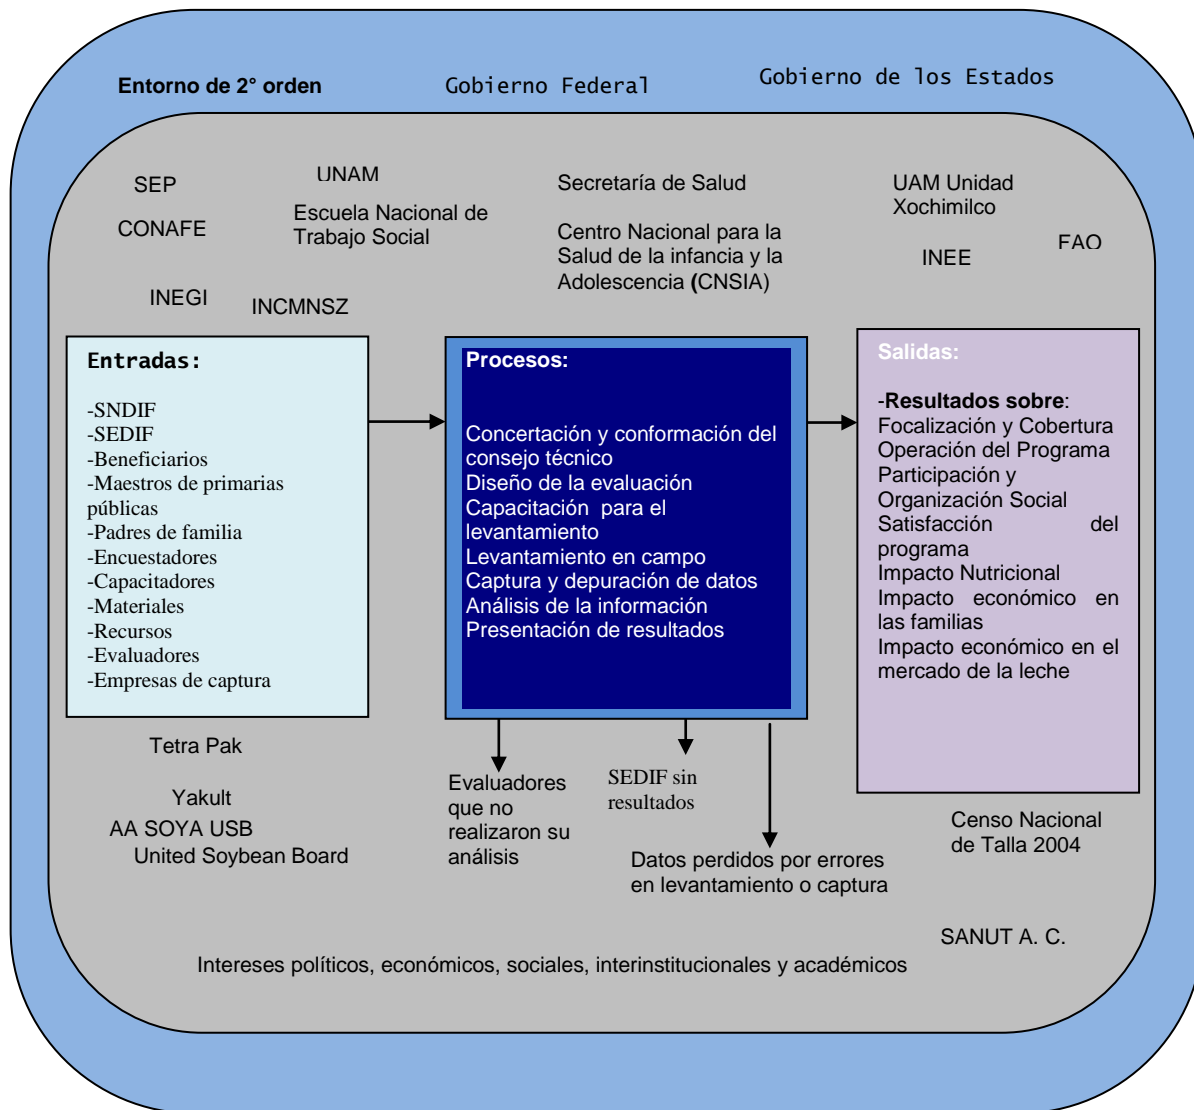 Entorno de 2° orden
Gobierno Federal
Gobierno de los Estados
SEP
UNAM
Secretaría de Salud
UAM Unidad
Xochimilco
CONAFE
Escuela Nacional de
Trabajo Social
Centro Nacional para la
Salud de la infancia y la
Adolescencia (CNSIA)
INEE
FAO
INEGI
INCMNSZ
Entradas:
-SNDIF
-SEDIF
-Beneficiarios
-Maestros de primarias
públicas
-Padres de familia
-Encuestadores
-Capacitadores
-Materiales
-Recursos
-Evaluadores
-Empresas de captura
Procesos:
Concertación y conformación del
consejo técnico
Diseño de la evaluación
Capacitación para el
levantamiento
Levantamiento en campo
Captura y depuración de datos
Análisis de la información
Presentación de resultados
Salidas:
-Resultados sobre:
Focalización y Cobertura
Operación del Programa
Participación y
Organización Social
Satisfacción del
programa
Impacto Nutricional
Impacto económico en
las familias
Impacto económico en el
mercado de la leche
Tetra Pak
Yakult
AA SOYA USB
United Soybean Board
Evaluadores
que no
realizaron su
análisis
SEDIF sin
resultados
Datos perdidos por errores
en levantamiento o captura
Censo Nacional
de Talla 2004
SANUT A. C.
Intereses políticos, económicos, sociales, interinstitucionales y académicos